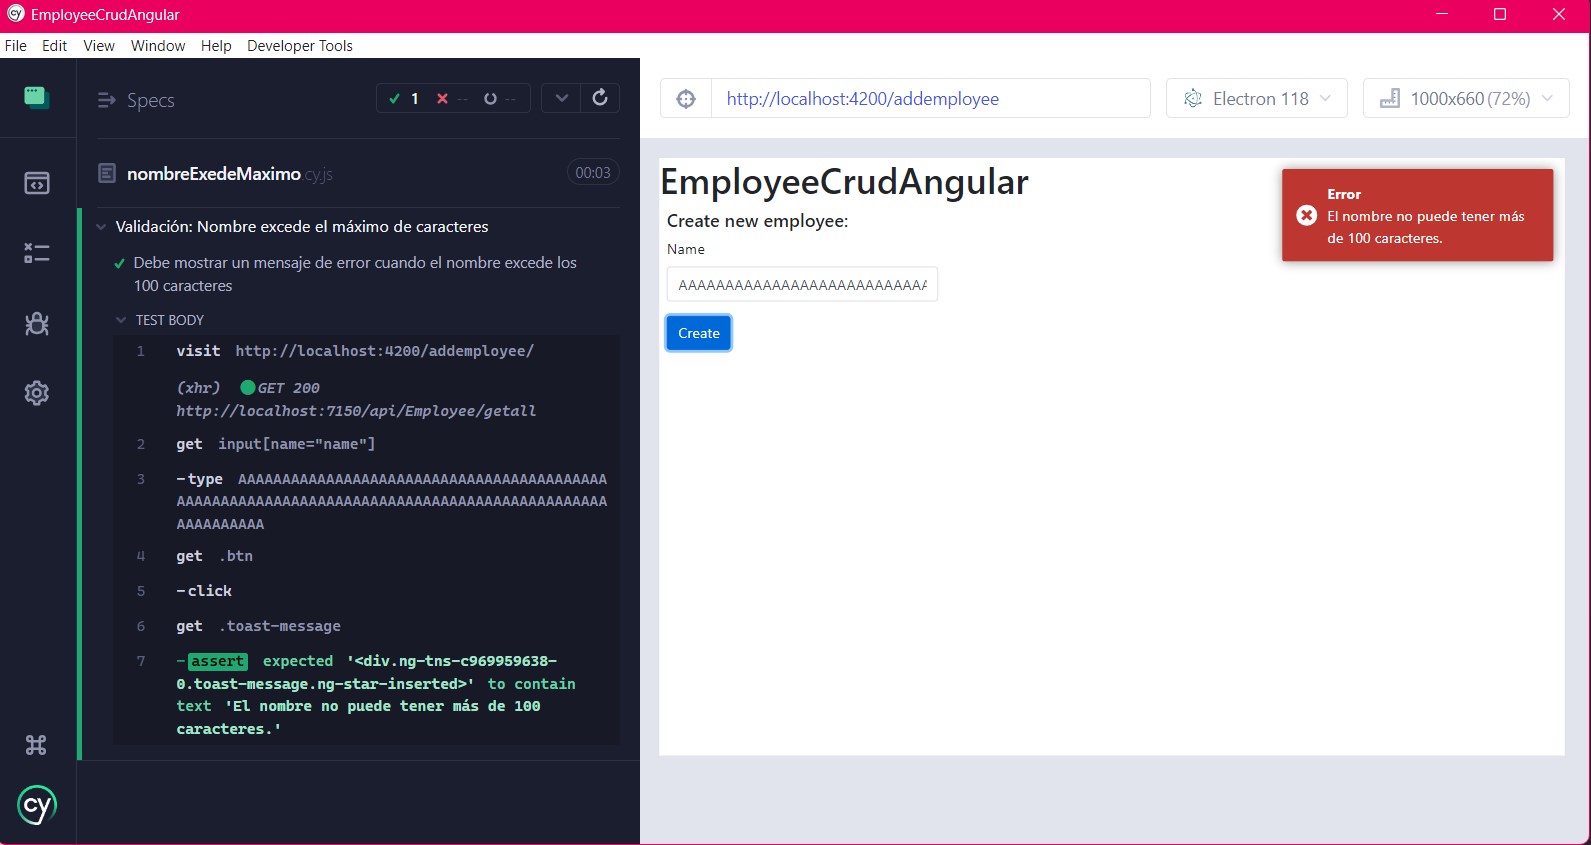 EmployeeCrudAngular
File Edit View Window Help Developer Tools
Specs
1 -- --
http://localhost:4200/addemployee
Electron 118
1000x660 (72%)
nombreExedeMaximo.cy.js
00:03
Validación: Nombre excede el máximo de caracteres
Debe mostrar un mensaje de error cuando el nombre excede los
100 caracteres
TEST BODY
1 visit http://localhost:4200/addemployee/
(xhr) GET 200
http://localhost:7150/api/Employee/getall
2 get input[name="name"]
3 -type AAAAAAAAAAAAAAAAAAAAAAAAAAAAAAAAAAAAAAAAAA
AAAAAAAAAAAAAAAAAAAAAAAAAAAAAAAAAAAAAAAAAAAAAAAAA
AAAAAAAAAA
4 get .btn
5 -click
6 get .toast-message
7 -assert expected '<div.ng-tns-c969959638-
0.toast-message.ng-star-inserted>' to contain
text 'El nombre no puede tener más de 100
caracteres.'
cy
EmployeeCrudAngular
Create new employee:
Name
AAAAAAAAAAAAAAAAAAAAAAAAAAA
Create
Error
El nombre no puede tener más
de 100 caracteres.